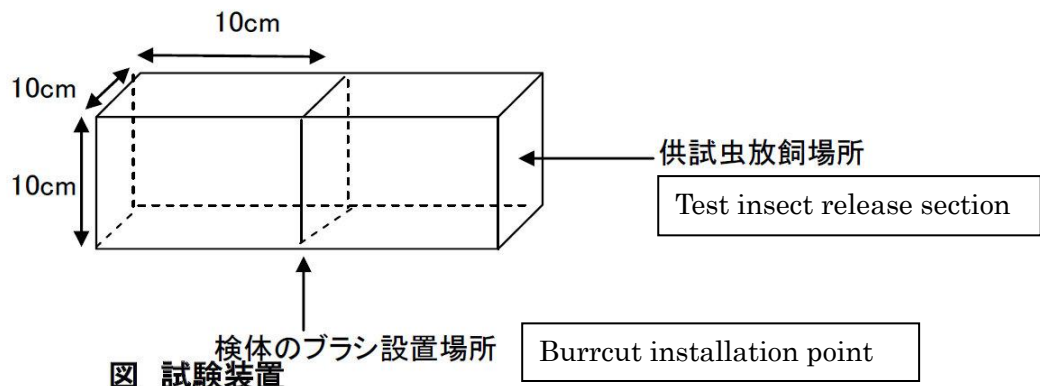 10cm
10cm
10cm
供試虫放飼場所
Test insect release section
検体のブラシ設置場所
Burrcut installation point
図 試験装置